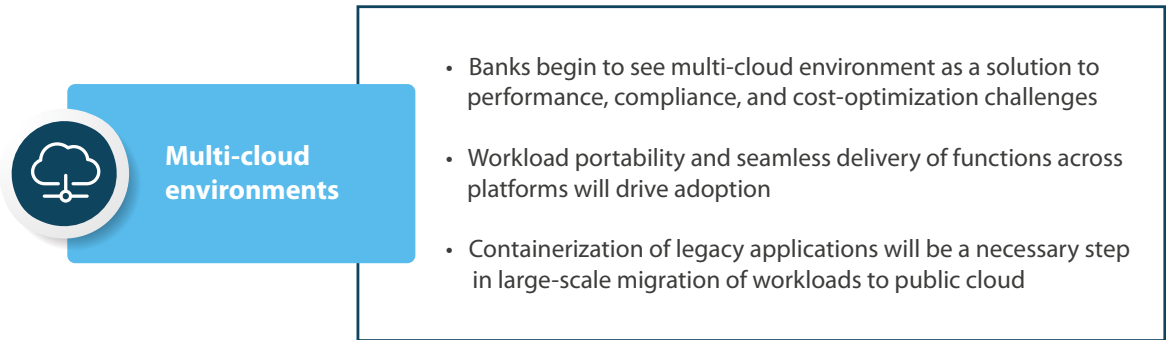 Multi-cloud
environments
• Banks begin to see multi-cloud environment as a solution to
performance, compliance, and cost-optimization challenges
• Workload portability and seamless delivery of functions across
platforms will drive adoption
• Containerization of legacy applications will be a necessary step
in large-scale migration of workloads to public cloud